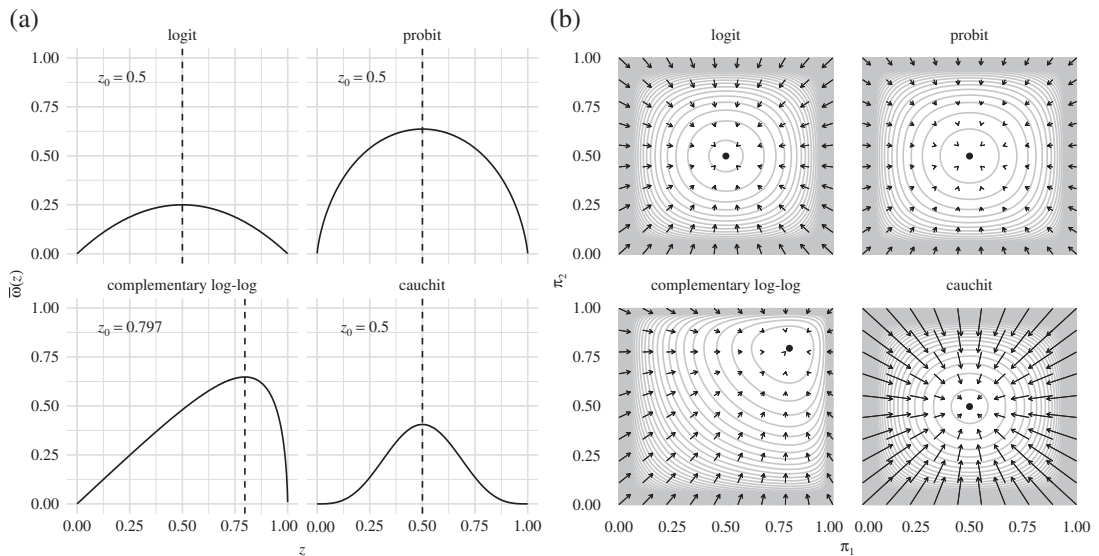 (a)
logit
probit
1.00
0.75
0.50
0.25
0.00
z₀ = 0.5
z₀ = 0.5
ω̅(z)
complementary log-log
cauchit
1.00
0.75
0.50
0.25
0.00
z₀ = 0.797
z₀ = 0.5
0.00 0.25 0.50 0.75 1.00 0.00 0.25 0.50 0.75 1.00
z
(b)
logit
probit
1.00
0.75
0.50
0.25
0.00
π₂
complementary log-log
cauchit
1.00
0.75
0.50
0.25
0.00
0.00 0.25 0.50 0.75 1.00 0.00 0.25 0.50 0.75 1.00
π₁